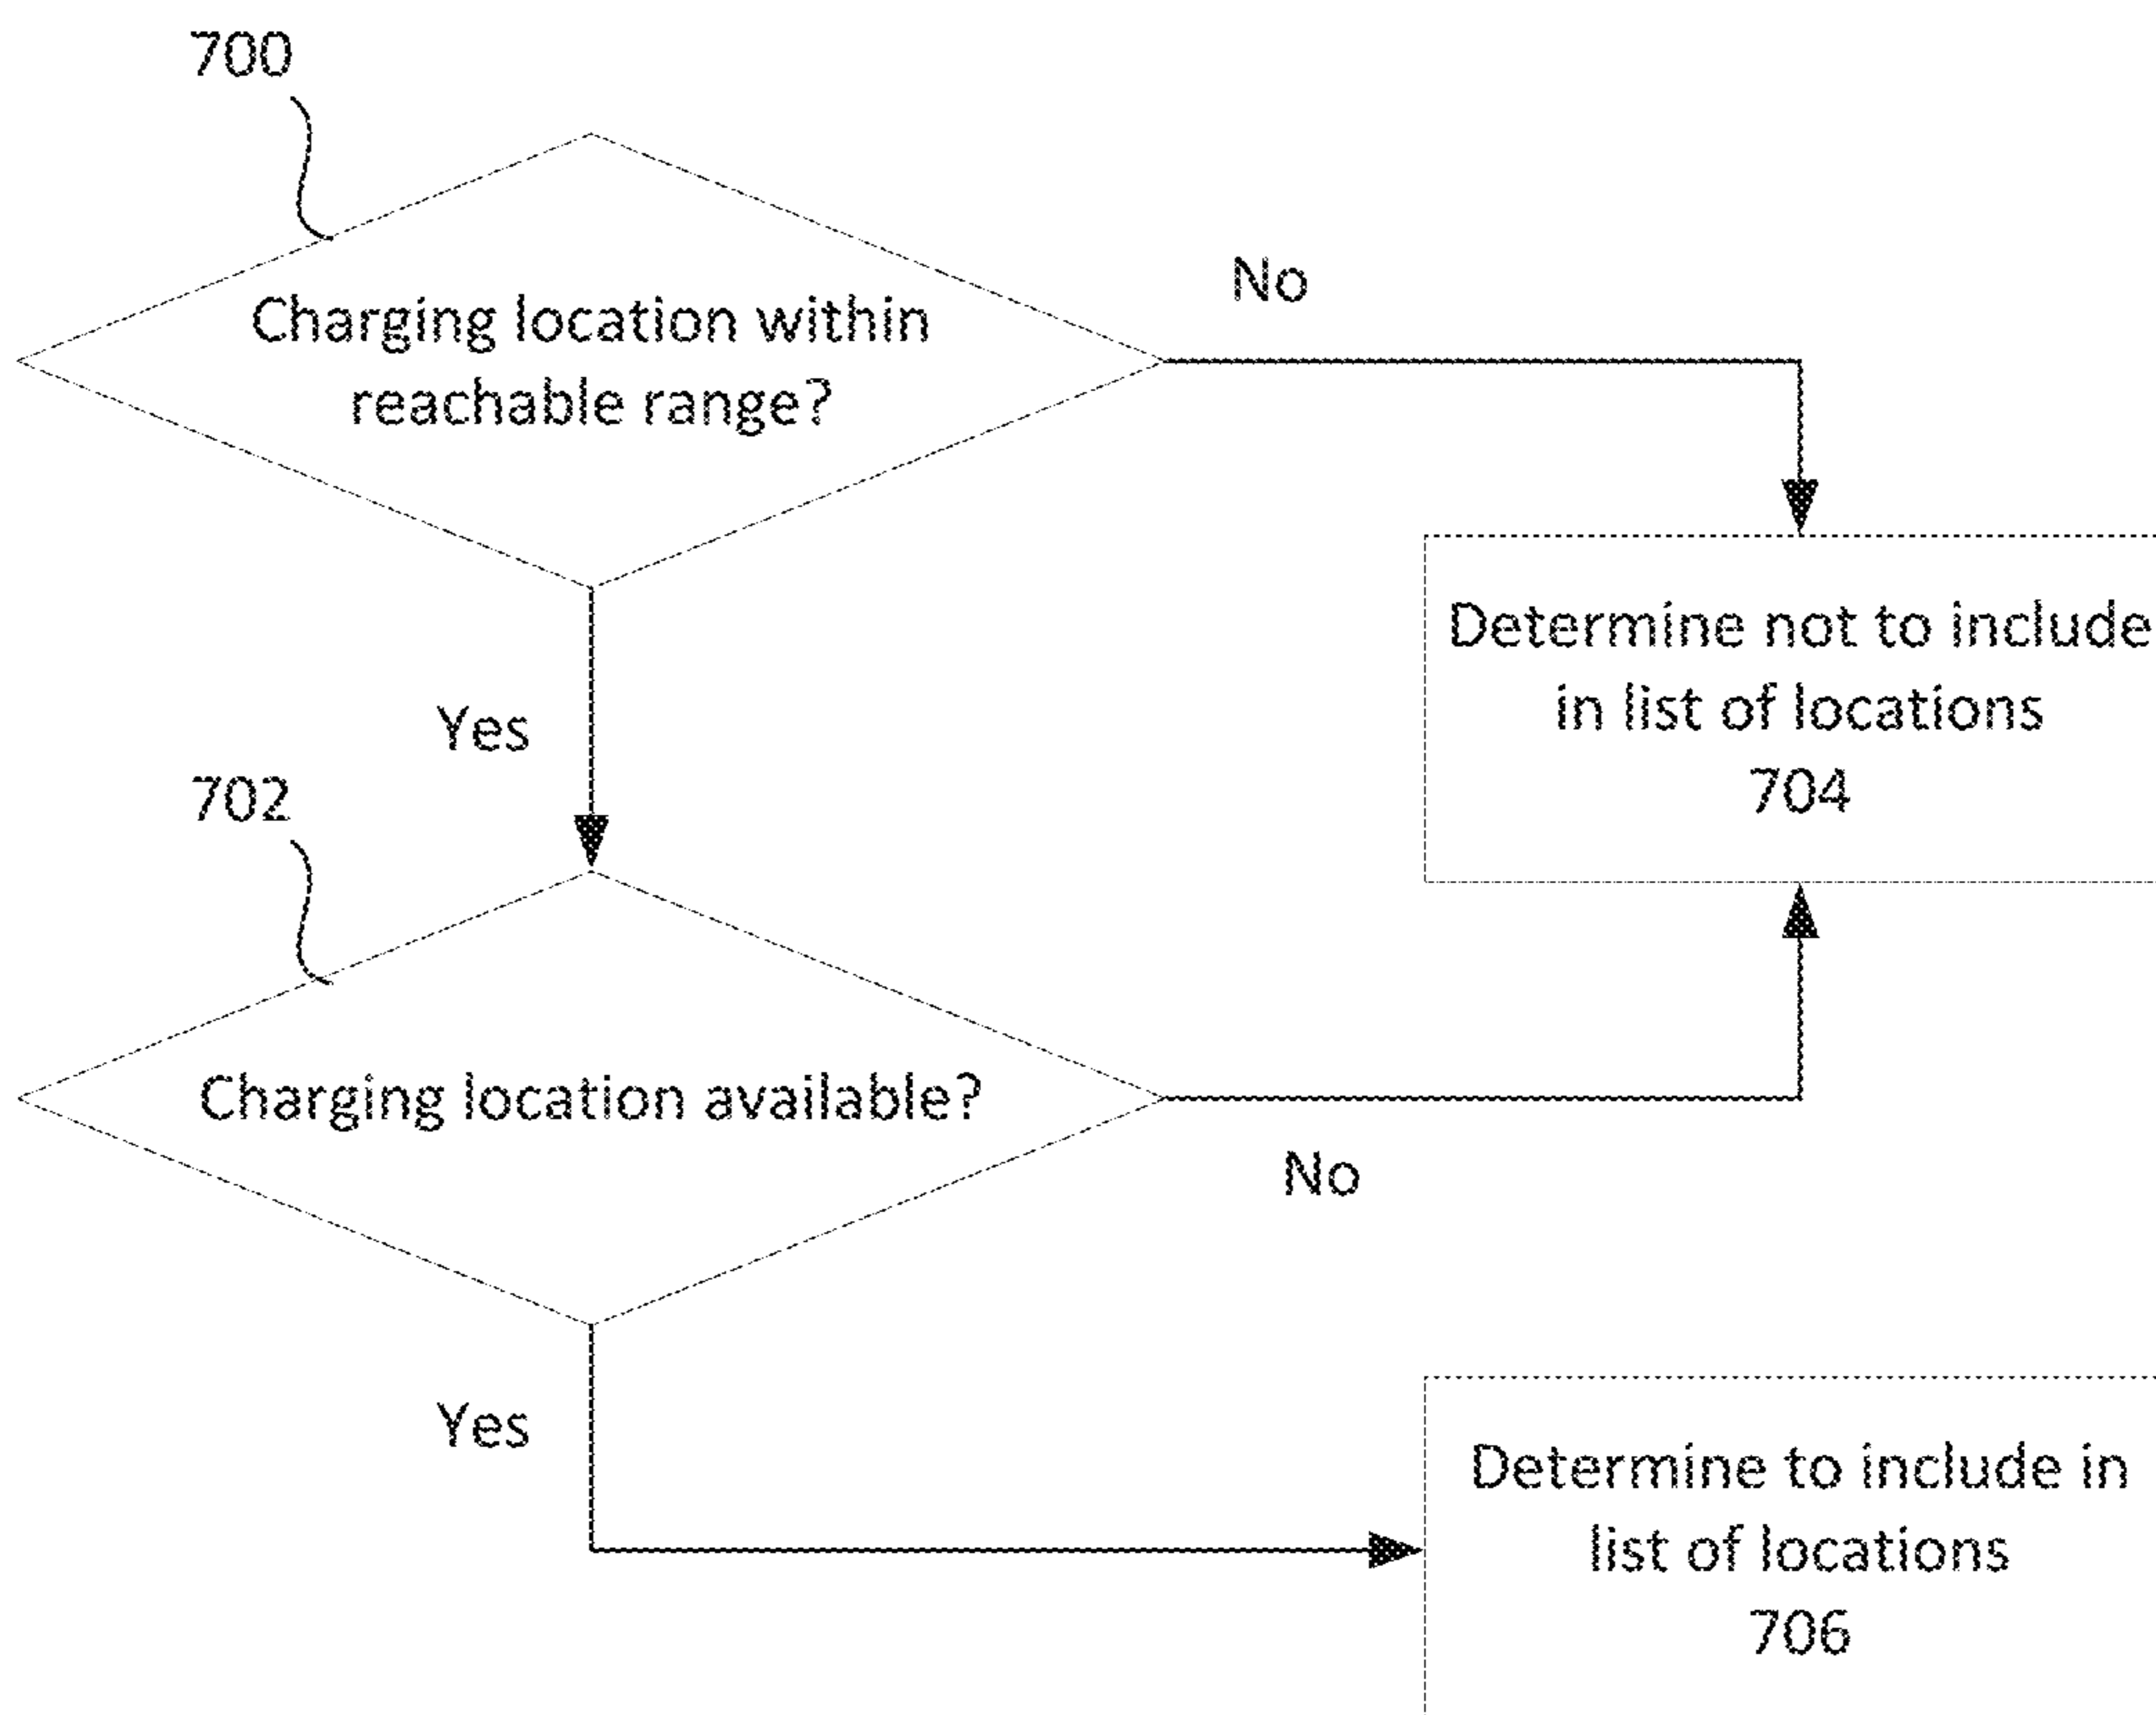 700
Charging location within
reachable range?
No
Determine not to include
in list of locations
704
Yes
702
Charging location available?
No
Yes
Determine to include in
list of locations
706